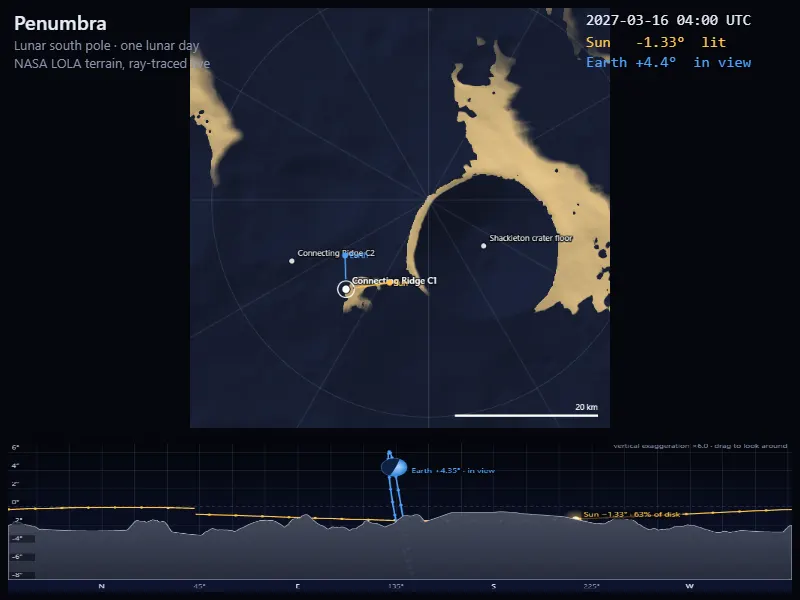 Penumbra
Lunar south pole · one lunar day
NASA LOLA terrain, ray-traced live
2027-03-16 04:00 UTC
Sun -1.33° lit
Earth +4.4° in view
Shackleton crater floor
Connecting Ridge C2
Earth
Connecting Ridge C1
Sun
20 km
vertical exaggeration ×6.0 · drag to look around
6°
4°
2°
0°
-2°
-4°
-6°
-8°
Earth +4.35° · in view
Sun −1.33° · 63% of disk
N 45° E 135° S 225° W